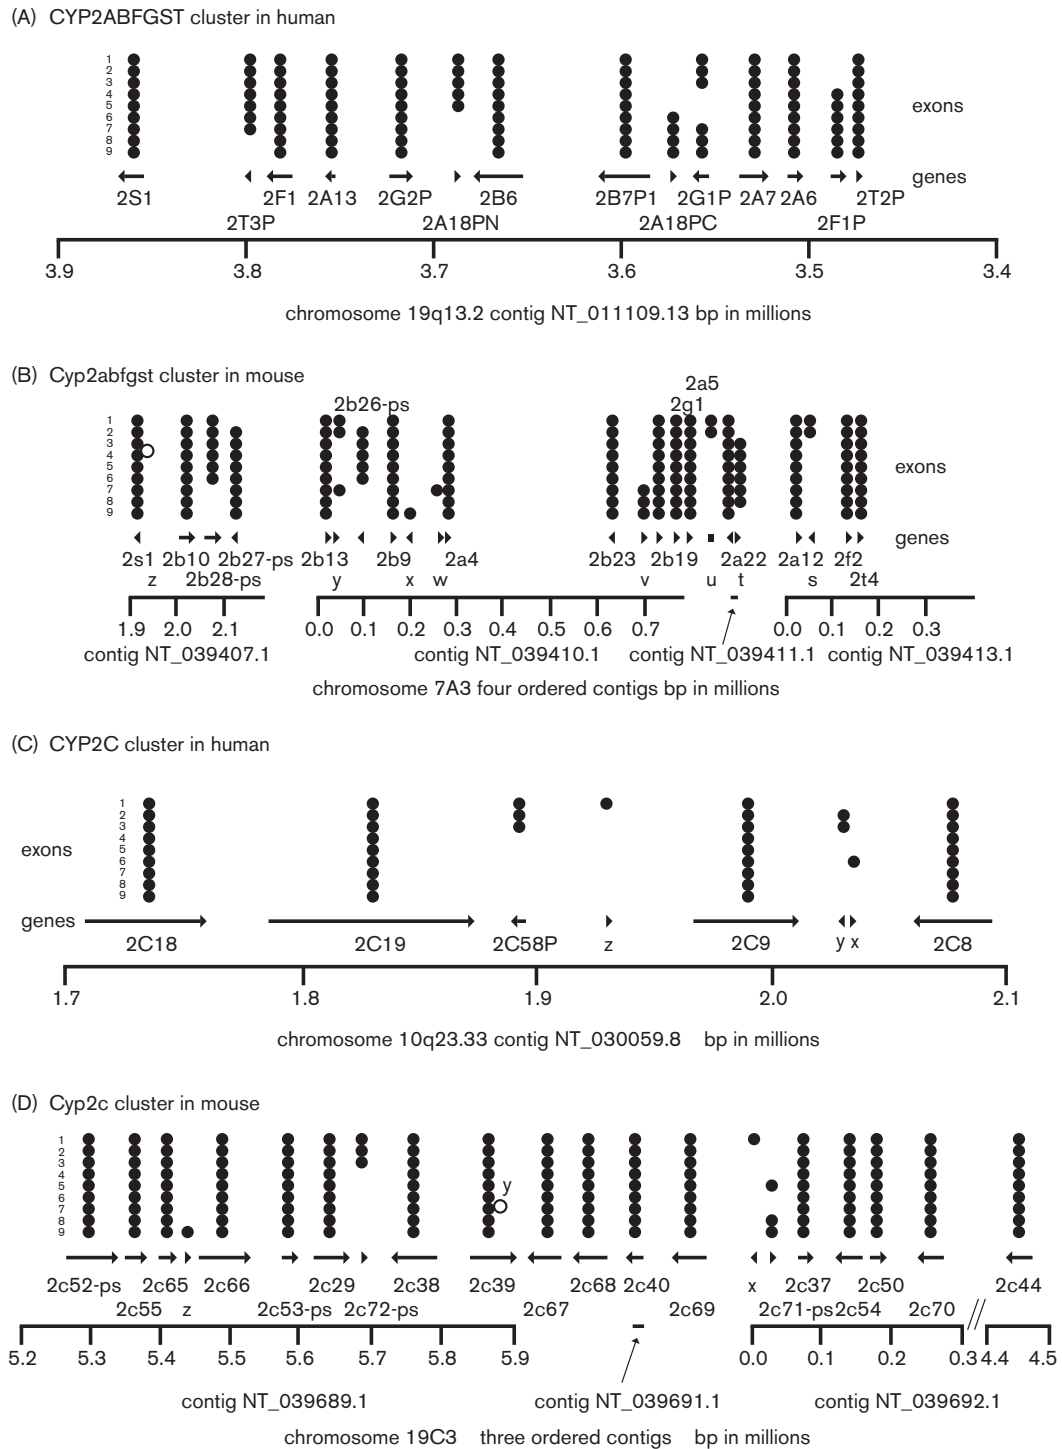 (A) CYP2ABFGST cluster in human
1
2
3
4
5
6
7
8
9
exons
genes
2S1 2F1 2A13 2G2P 2B6 2B7P1 2G1P 2A7 2A6 2T2P
2T3P 2A18PN 2A18PC 2F1P
3.9 3.8 3.7 3.6 3.5 3.4
chromosome 19q13.2 contig NT_011109.13 bp in millions
(B) Cyp2abfgst cluster in mouse
2a5
2b26-ps 2g1
1
2
3
4
5
6
7
8
9
exons
genes
2s1 2b10 2b27-ps 2b13 2b9 2a4 2b23 2b19 2a22 2a12 2f2
z 2b28-ps y x w v u t s 2t4
1.9 2.0 2.1 0.0 0.1 0.2 0.3 0.4 0.5 0.6 0.7 0.0 0.1 0.2 0.3
contig NT_039407.1 contig NT_039410.1 contig NT_039411.1 contig NT_039413.1
chromosome 7A3 four ordered contigs bp in millions
(C) CYP2C cluster in human
1
2
3
4
5
6
7
8
9
exons
genes
2C18 2C19 2C58P z 2C9 y x 2C8
1.7 1.8 1.9 2.0 2.1
chromosome 10q23.33 contig NT_030059.8 bp in millions
(D) Cyp2c cluster in mouse
1
2
3
4
5
6
7
8
9
y
genes
2c52-ps 2c65 2c66 2c29 2c38 2c39 2c68 2c40 x 2c37 2c50 2c44
2c55 z 2c53-ps 2c72-ps 2c67 2c69 2c71-ps 2c54 2c70
5.2 5.3 5.4 5.5 5.6 5.7 5.8 5.9 0.0 0.1 0.2 0.3 4.4 4.5
contig NT_039689.1 contig NT_039691.1 contig NT_039692.1
chromosome 19C3 three ordered contigs bp in millions